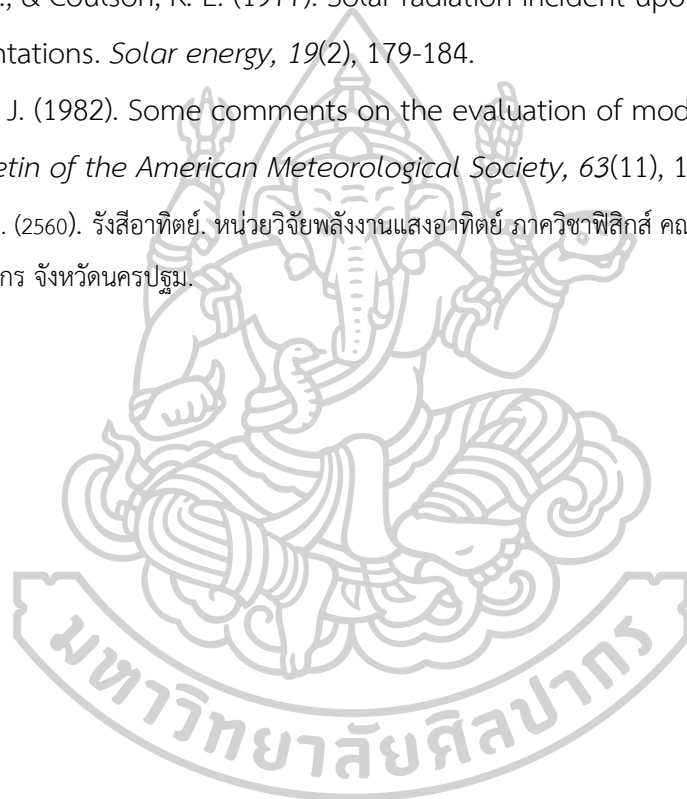 ., & Coulson, K. L. (1977). Solar radiation incident upo
ntations. Solar energy, 19(2), 179-184.
J. (1982). Some comments on the evaluation of mod
etin of the American Meteorological Society, 63(11), 1
. (2560). รังสีอาทิตย์. หน่วยวิจัยพลังงานแสงอาทิตย์ ภาควิชาฟิสิกส์ คณ
กร จังหวัดนครปฐม.
มหาวิทยาลัยศิลปากร